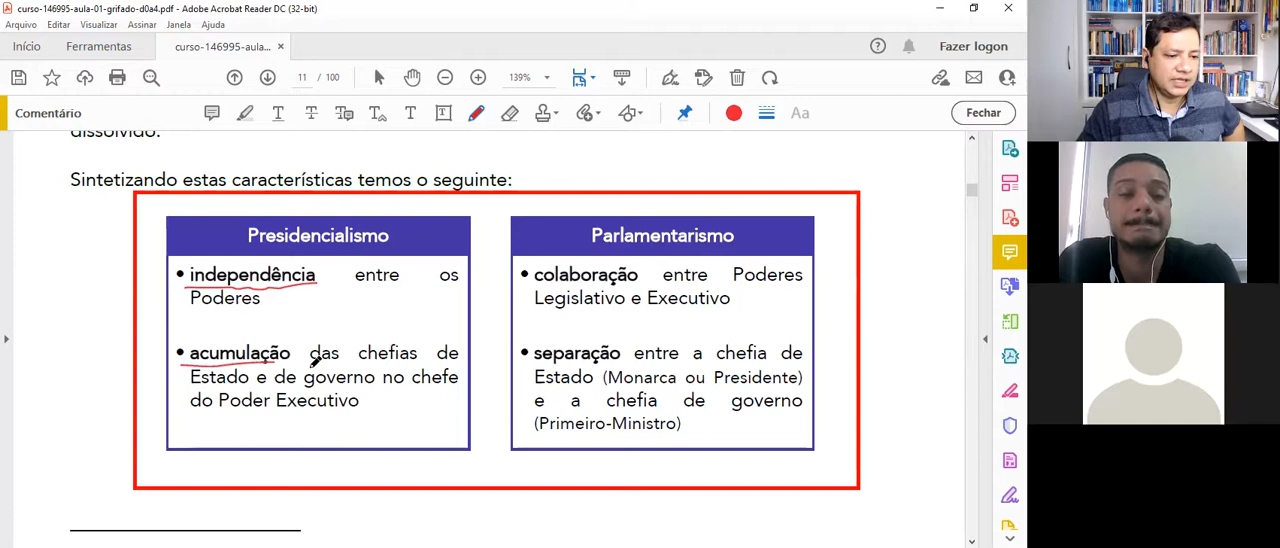 curso-146995-aula-01-grifado-d0a4.pdf - Adobe Acrobat Reader DC (32-bit)
Arquivo Editar Visualizar Assinar Janela Ajuda
Início Ferramentas curso-146995-aula... × Fazer logon
11 / 100 139%
Comentário Aa Fechar
dissolvido.
Sintetizando estas características temos o seguinte:
Presidencialismo
• independência entre os
Poderes
• acumulação das chefias de
Estado e de governo no chefe
do Poder Executivo
Parlamentarismo
• colaboração entre Poderes
Legislativo e Executivo
• separação entre a chefia de
Estado (Monarca ou Presidente)
e a chefia de governo
(Primeiro-Ministro)